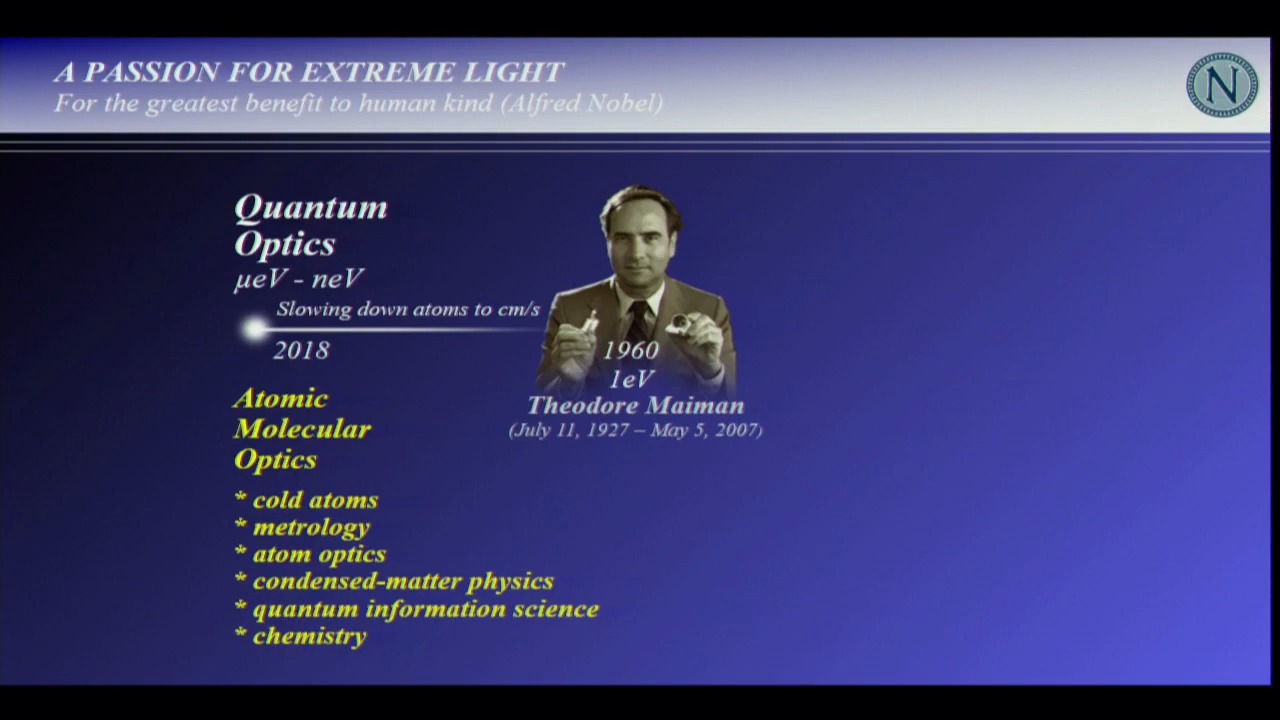 A PASSION FOR EXTREME LIGHT
For the greatest benefit to human kind (Alfred Nobel)
N
Quantum
Optics
μeV - neV
Slowing down atoms to cm/s
2018
1960
1eV
Theodore Maiman
(July 11, 1927 – May 5, 2007)
Atomic
Molecular
Optics
* cold atoms
* metrology
* atom optics
* condensed-matter physics
* quantum information science
* chemistry